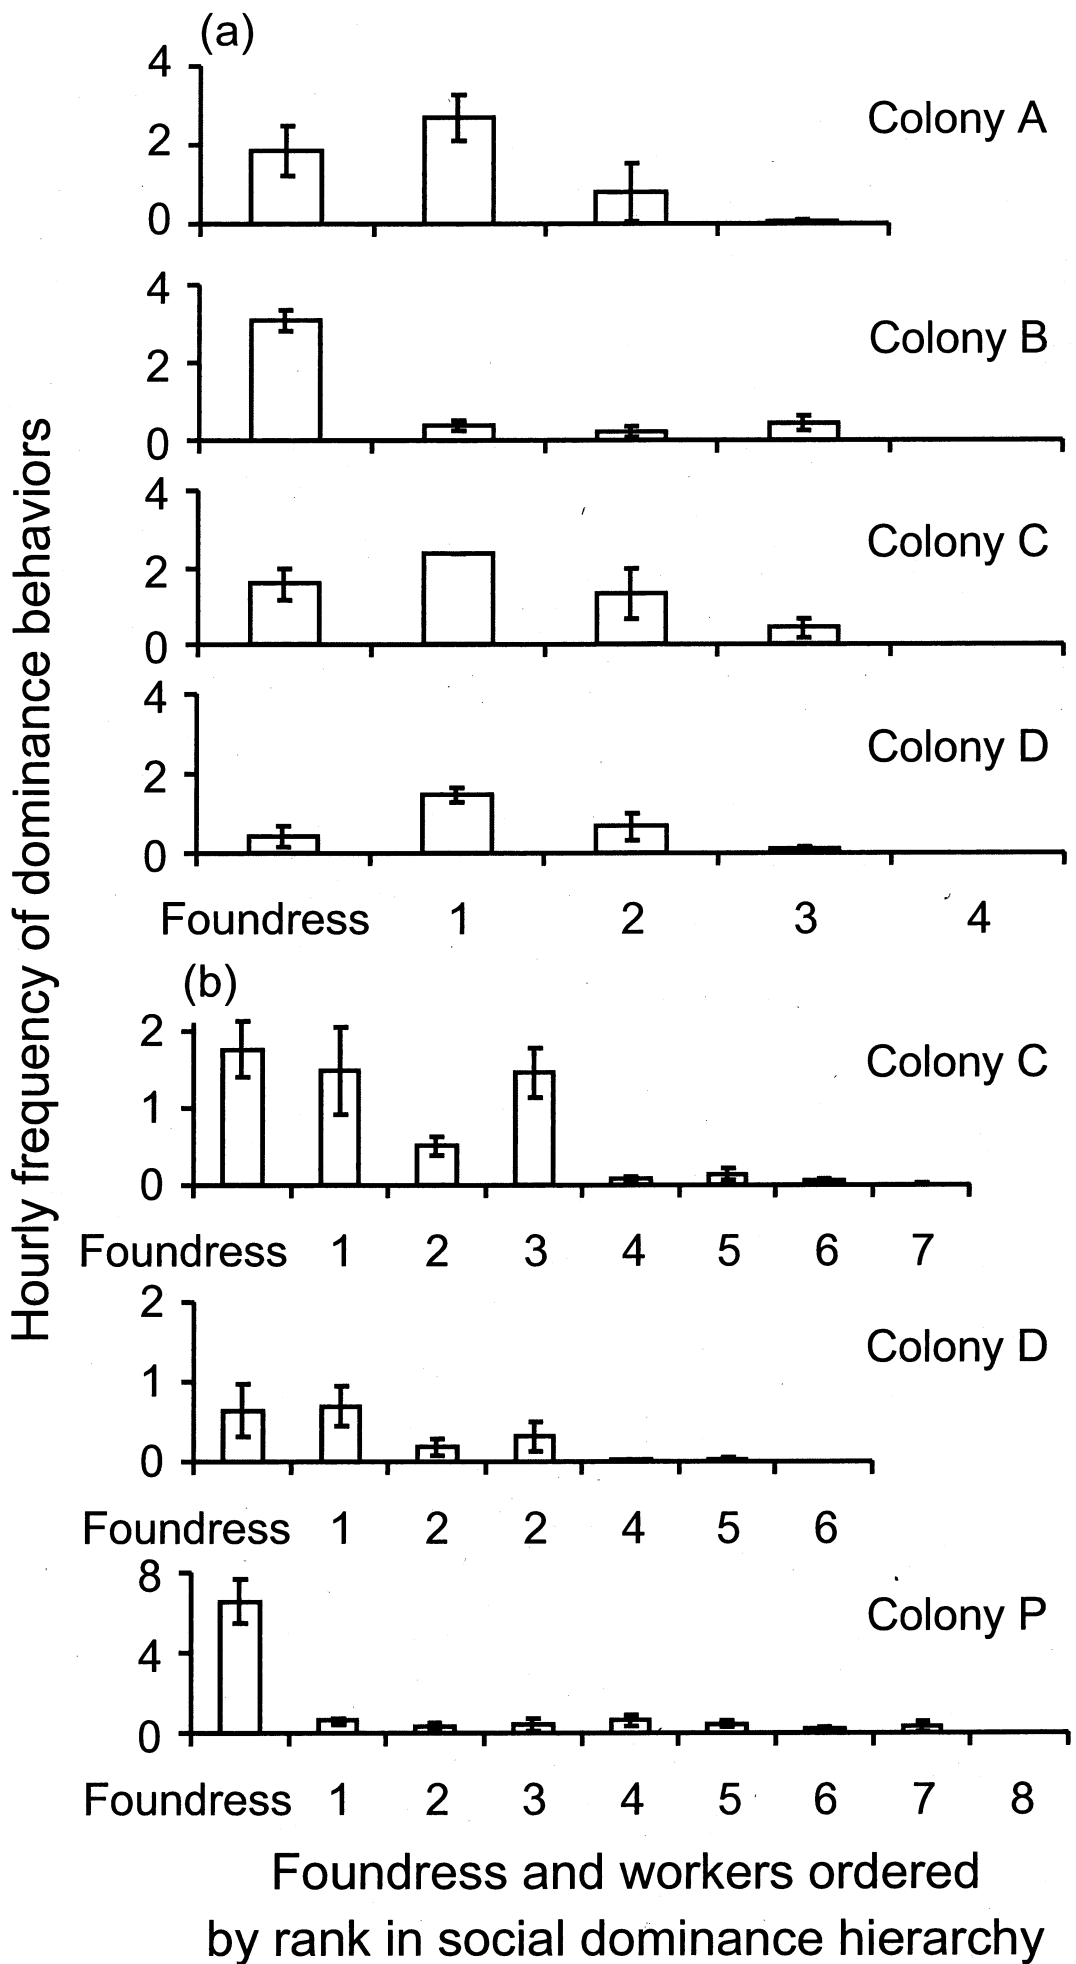 (a)
4
2
0
Colony A
4
2
0
Colony B
4
2
0
Colony C
4
2
0
Colony D
Foundress 1 2 3 4
(b)
2
1
0
Colony C
Foundress 1 2 3 4 5 6 7
2
1
0
Colony D
Foundress 1 2 2 4 5 6
8
4
0
Colony P
Foundress 1 2 3 4 5 6 7 8
Foundress and workers ordered
by rank in social dominance hierarchy
Hourly frequency of dominance behaviors